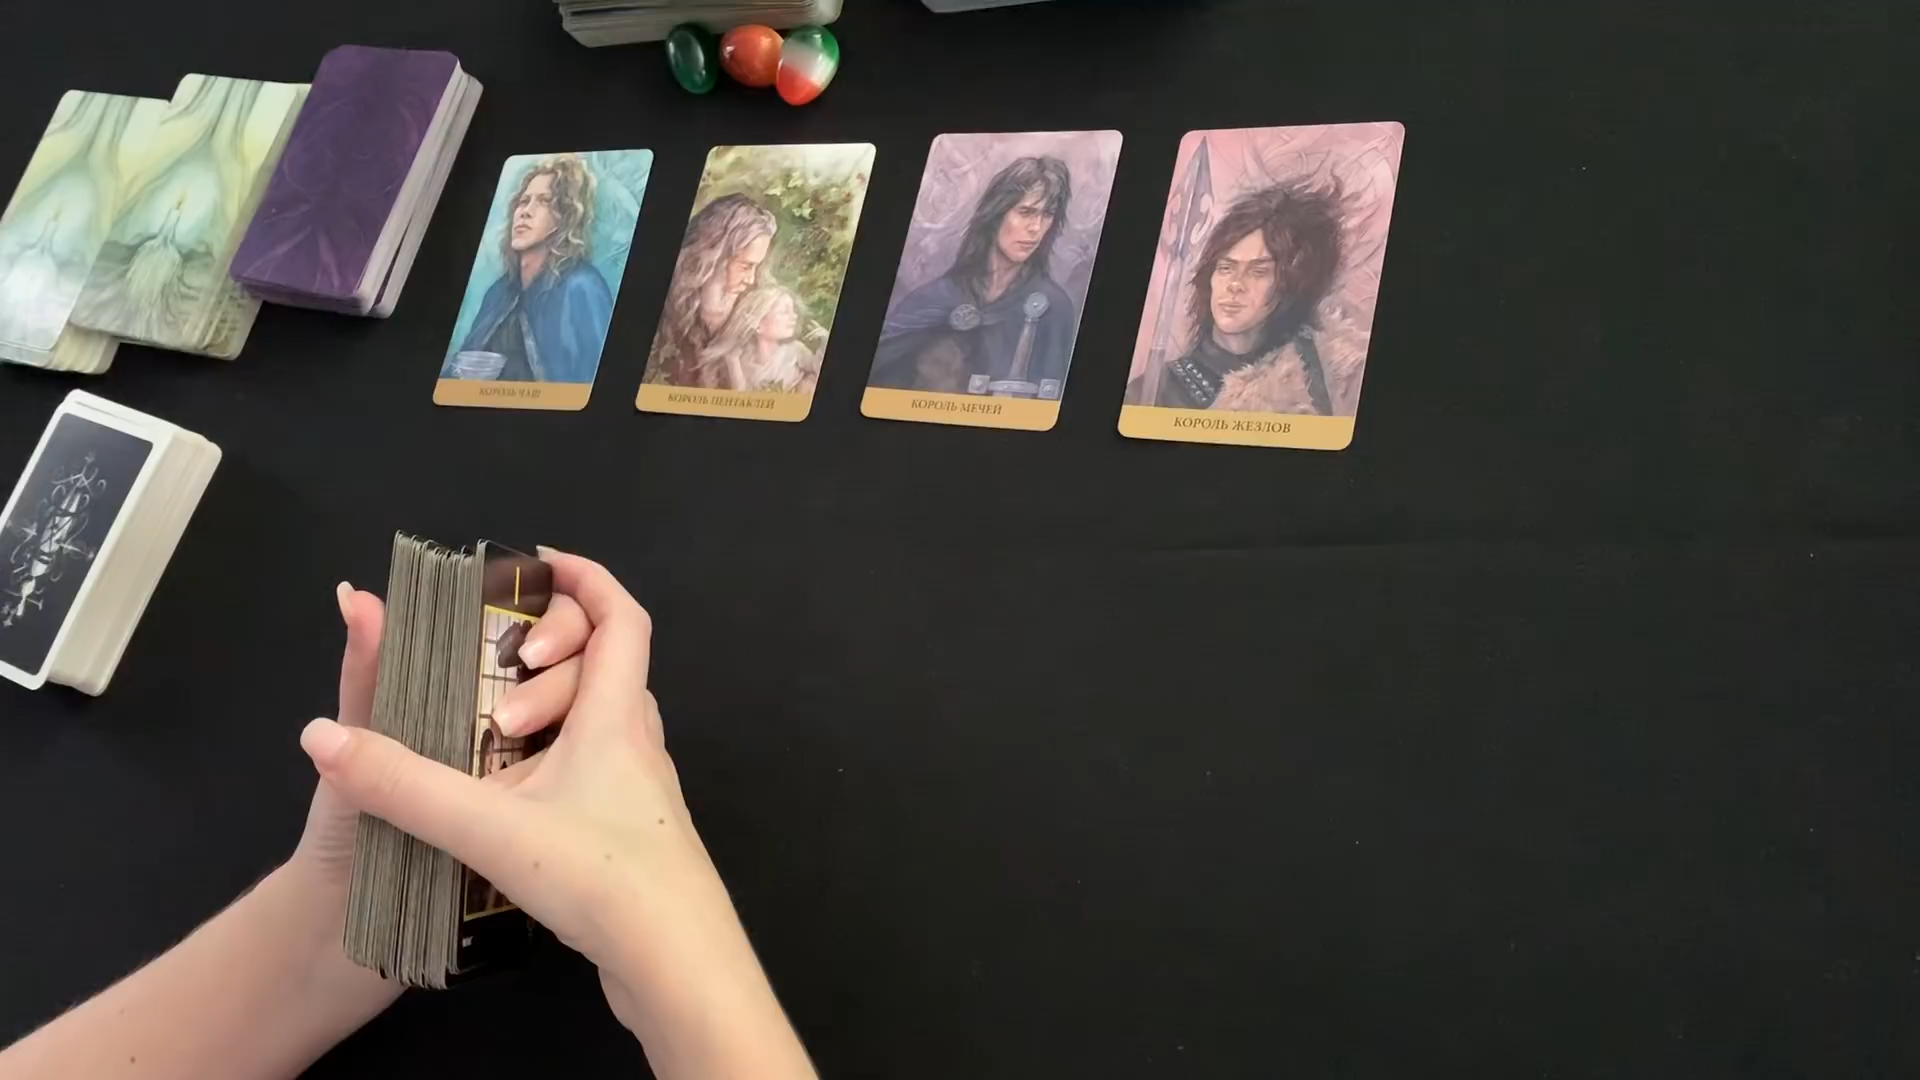 КОРОЛЬ ЧАШ
КОРОЛЬ ПЕНТАКЛЕЙ
КОРОЛЬ МЕЧЕЙ
КОРОЛЬ ЖЕЗЛОВ
I